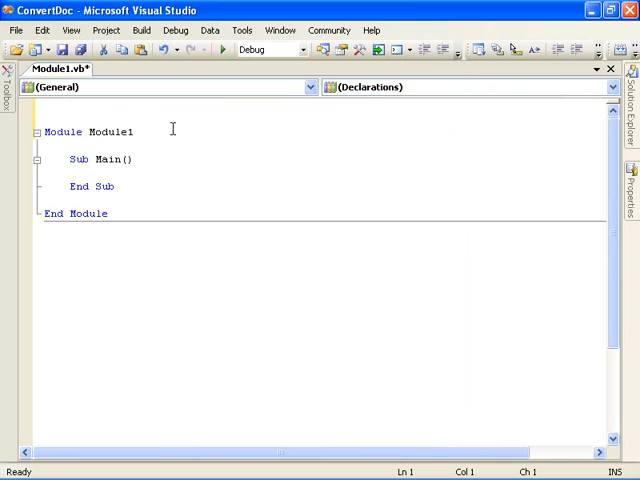 ConvertDoc - Microsoft Visual Studio
File Edit View Project Build Debug Data Tools Window Community Help
Debug
Module1.vb*
Toolbox
(General) (Declarations)
Module Module1
Sub Main()
End Sub
End Module
Solution Explorer
Properties
Ready Ln 1 Col 1 Ch 1 INS